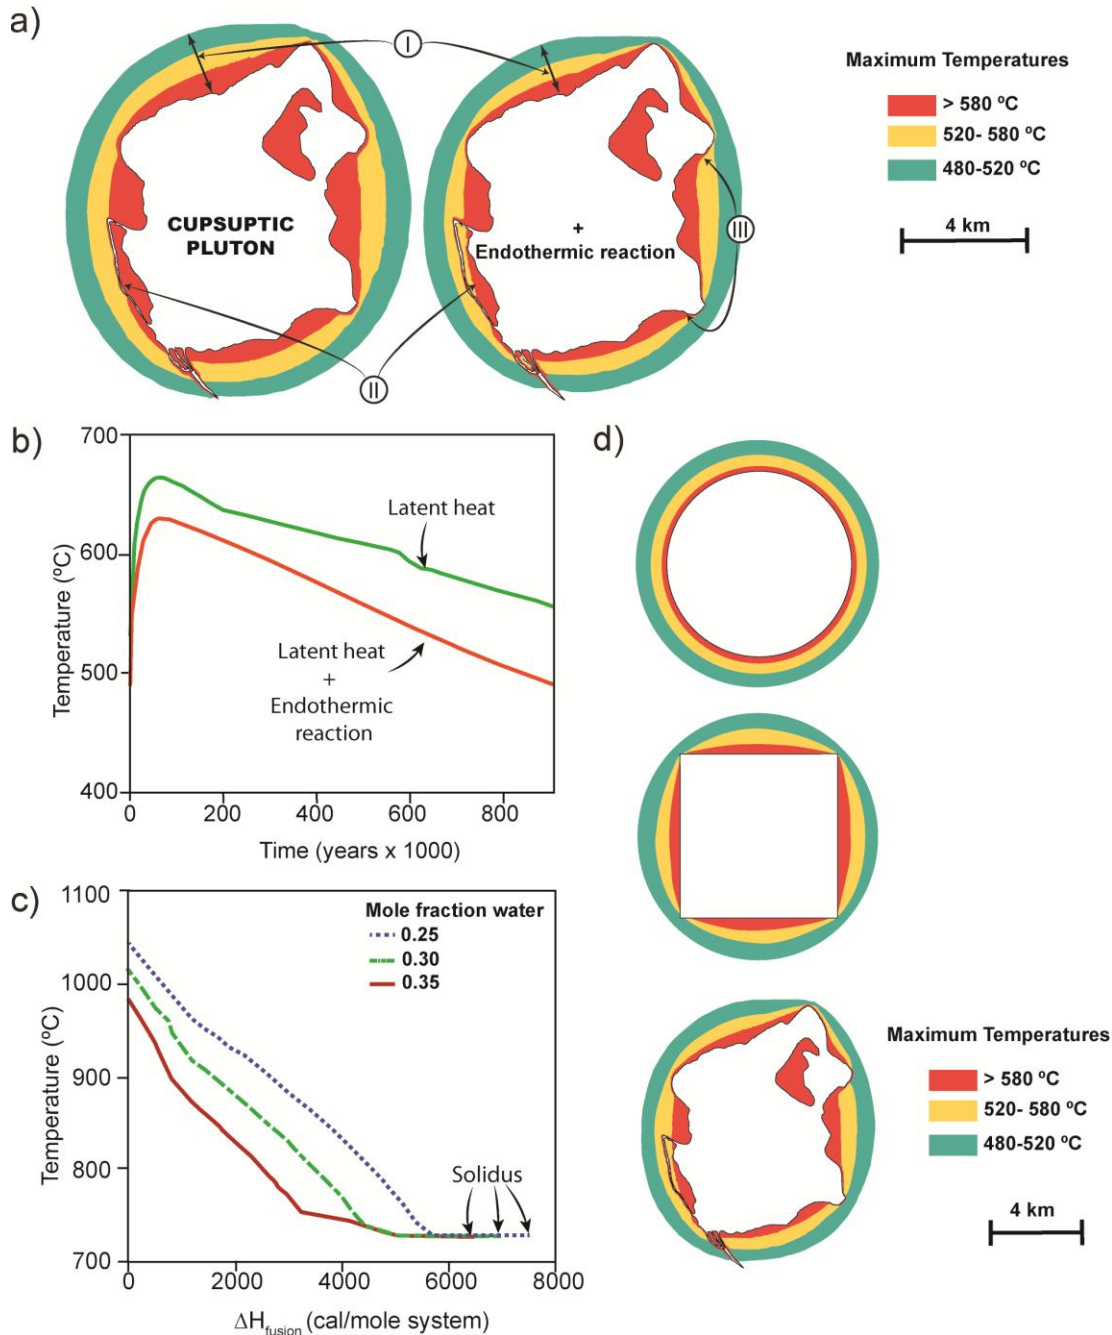 a)
I
II
III
CUPSUPTIC
PLUTON
+
Endothermic reaction
Maximum Temperatures
> 580 ºC
520- 580 ºC
480-520 ºC
4 km
b)
700
600
500
400
Temperature (ºC)
0
200
400
600
800
Time (years x 1000)
Latent heat
Latent heat
+
Endothermic
reaction
c)
1100
1000
900
800
700
Temperature (ºC)
0
2000
4000
6000
8000
ΔHfusion (cal/mole system)
Mole fraction water
0.25
0.30
0.35
Solidus
d)
Maximum Temperatures
> 580 ºC
520- 580 ºC
480-520 ºC
4 km